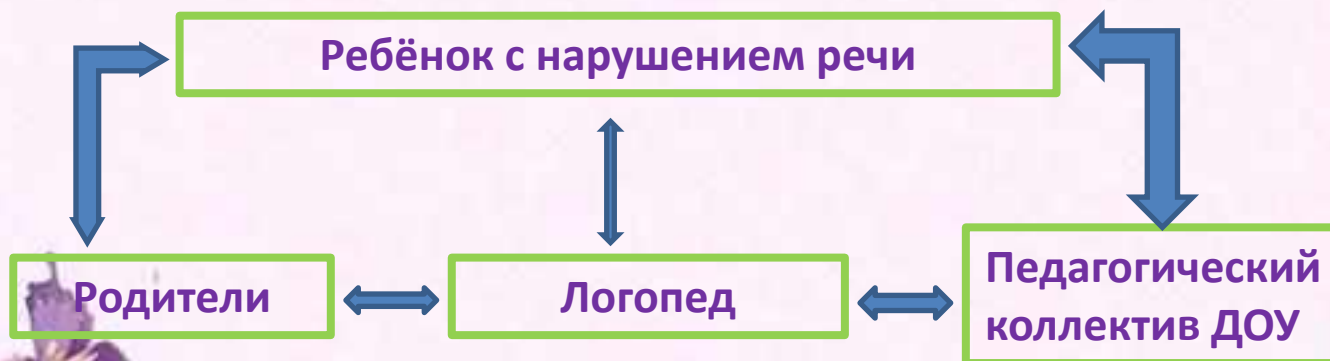 Ребёнок с нарушением речи
Родители
Логопед
Педагогический
коллектив ДОУ